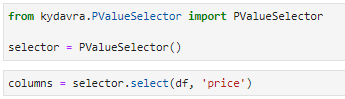 from kydavra.PValueSelector import PValueSelector
selector = PValueSelector()
columns = selector.select(df, 'price')